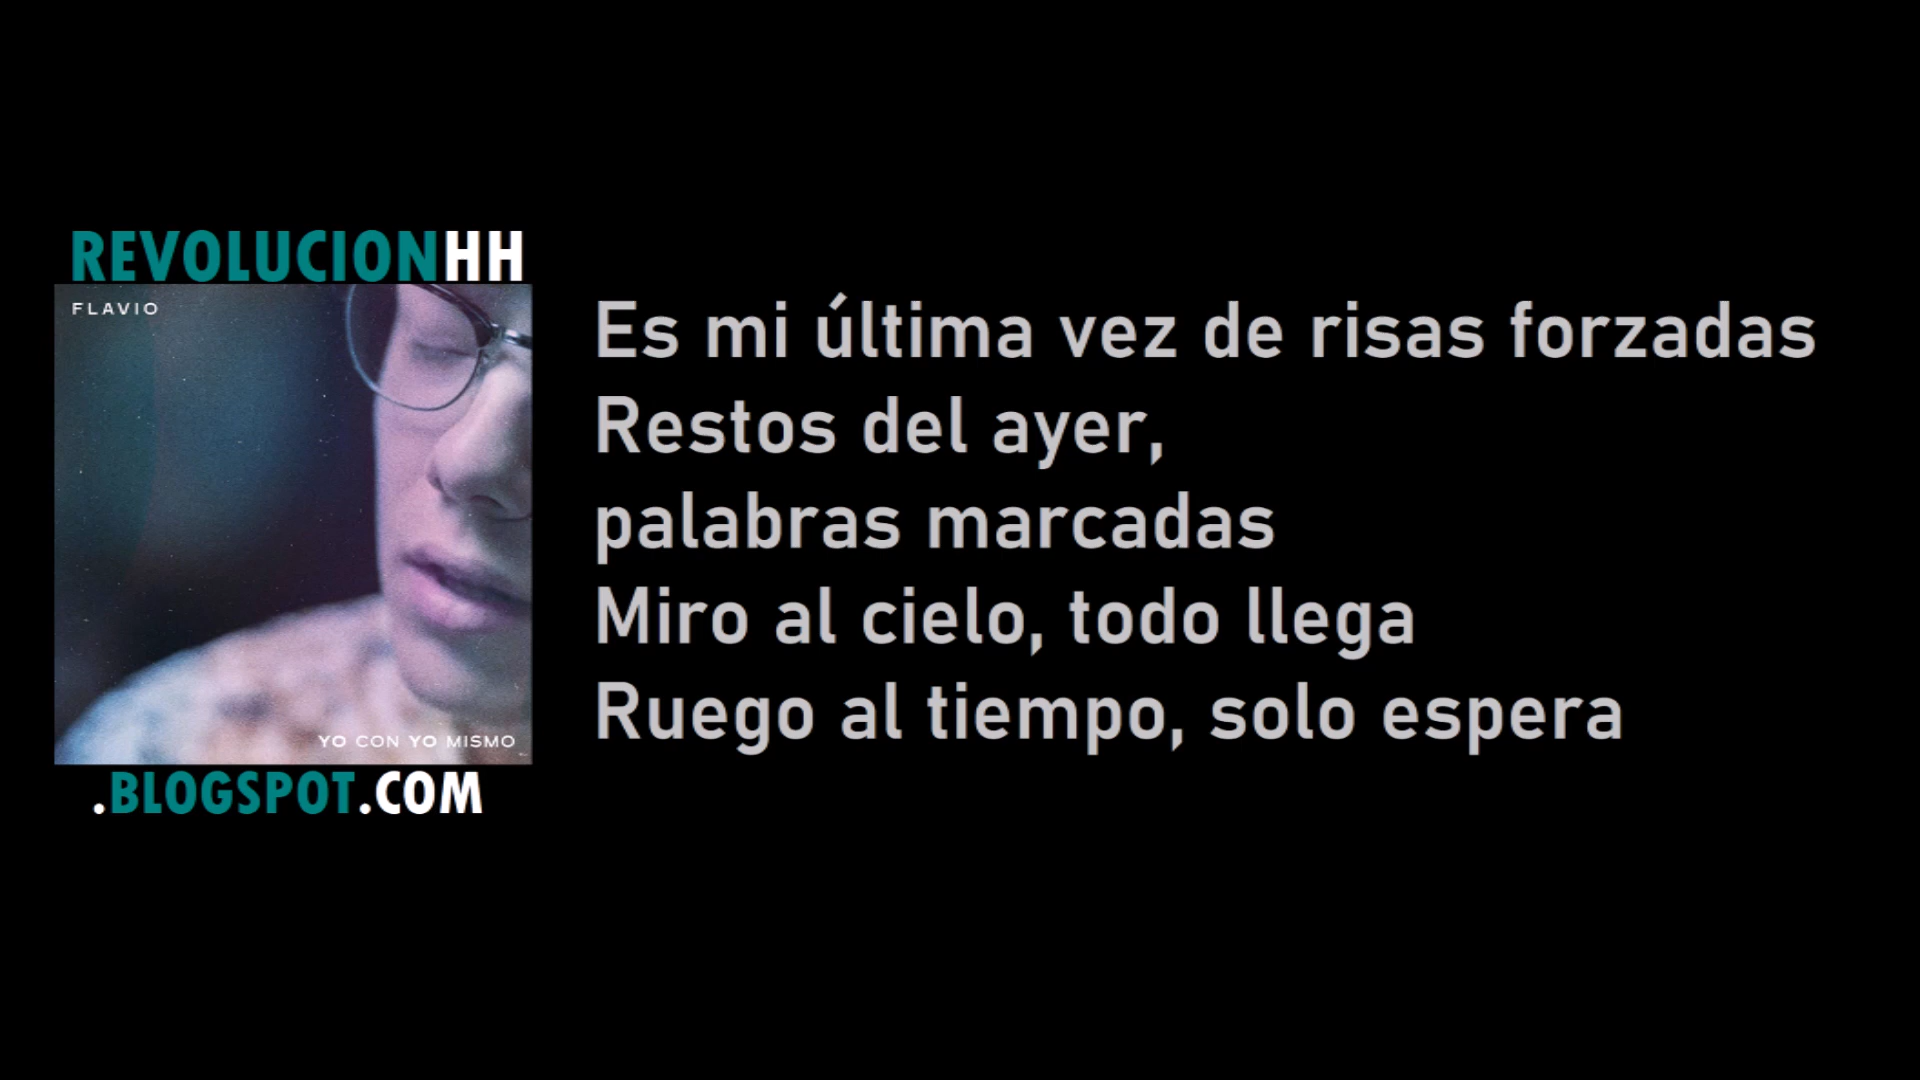 REVOLUCIONHH
FLAVIO
YO CON YO MISMO
.BLOGSPOT.COM
Es mi última vez de risas forzadas
Restos del ayer,
palabras marcadas
Miro al cielo, todo llega
Ruego al tiempo, solo espera